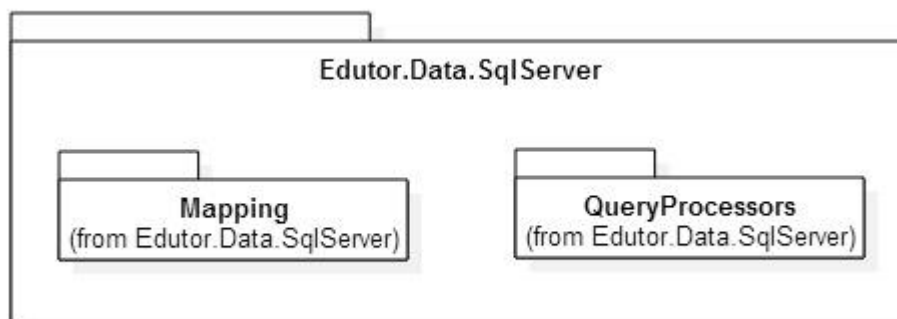 Edutor.Data.SqlServer
Mapping
(from Edutor.Data.SqlServer)
QueryProcessors
(from Edutor.Data.SqlServer)